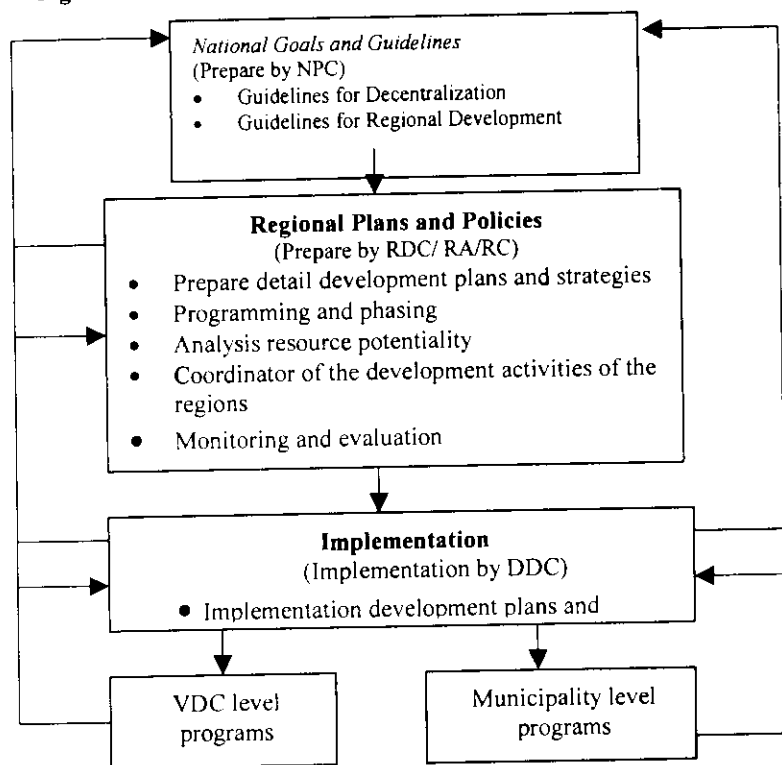 National Goals and Guidelines
(Prepare by NPC)
• Guidelines for Decentralization
• Guidelines for Regional Development
Regional Plans and Policies
(Prepare by RDC/ RA/RC)
• Prepare detail development plans and strategies
• Programming and phasing
• Analysis resource potentiality
• Coordinator of the development activities of the
regions
• Monitoring and evaluation
Implementation
(Implementation by DDC)
• Implementation development plans and
VDC level
programs
Municipality level
programs